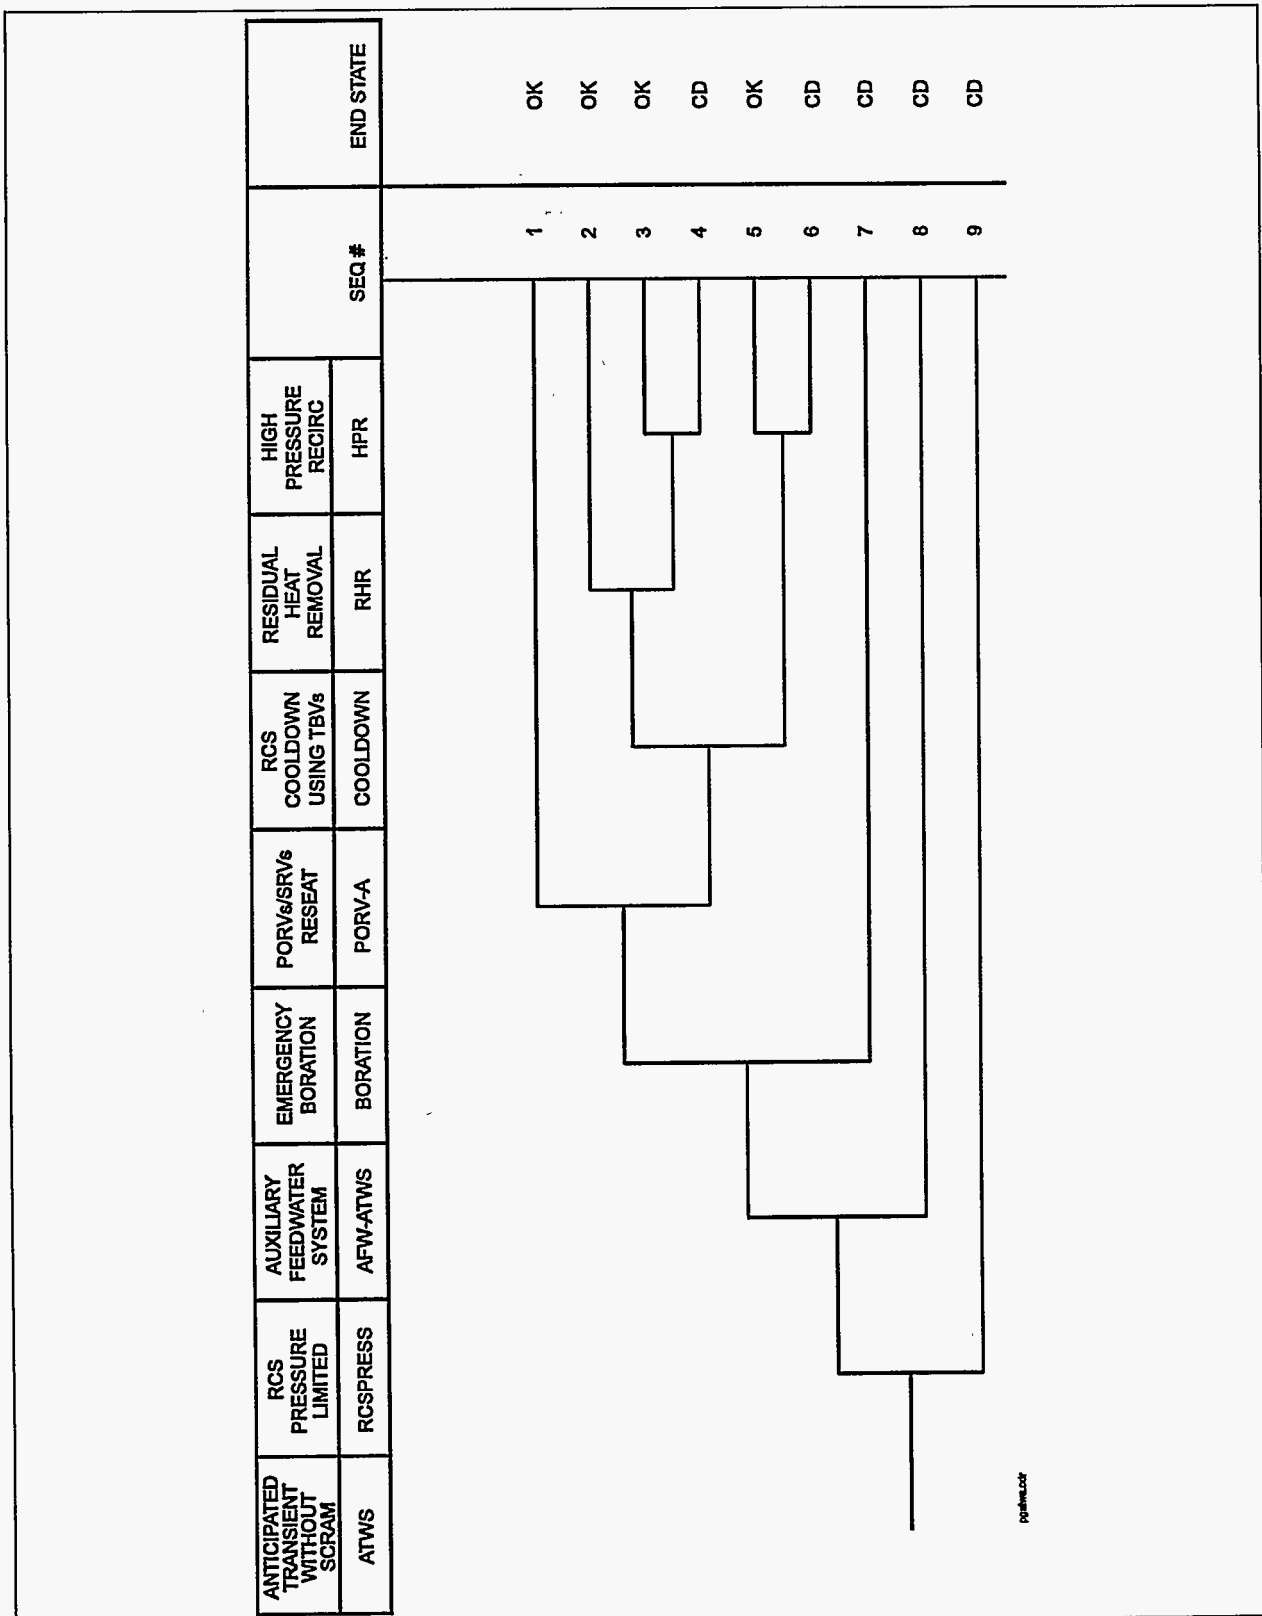 ANTICIPATED
TRANSIENT
WITHOUT
SCRAM
RCS
PRESSURE
LIMITED
AUXILIARY
FEEDWATER
SYSTEM
EMERGENCY
BORATION
PORVs/SRVs
RESEAT
RCS
COOLDOWN
USING TBVs
RESIDUAL
HEAT
REMOVAL
HIGH
PRESSURE
RECIRC
ATWS
RCSPRESS
AFW-ATWS
BORATION
PORV-A
COOLDOWN
RHR
HPR
SEQ #
END STATE
1 OK
2 OK
3 OK
4 CD
5 OK
6 CD
7 CD
8 CD
9 CD